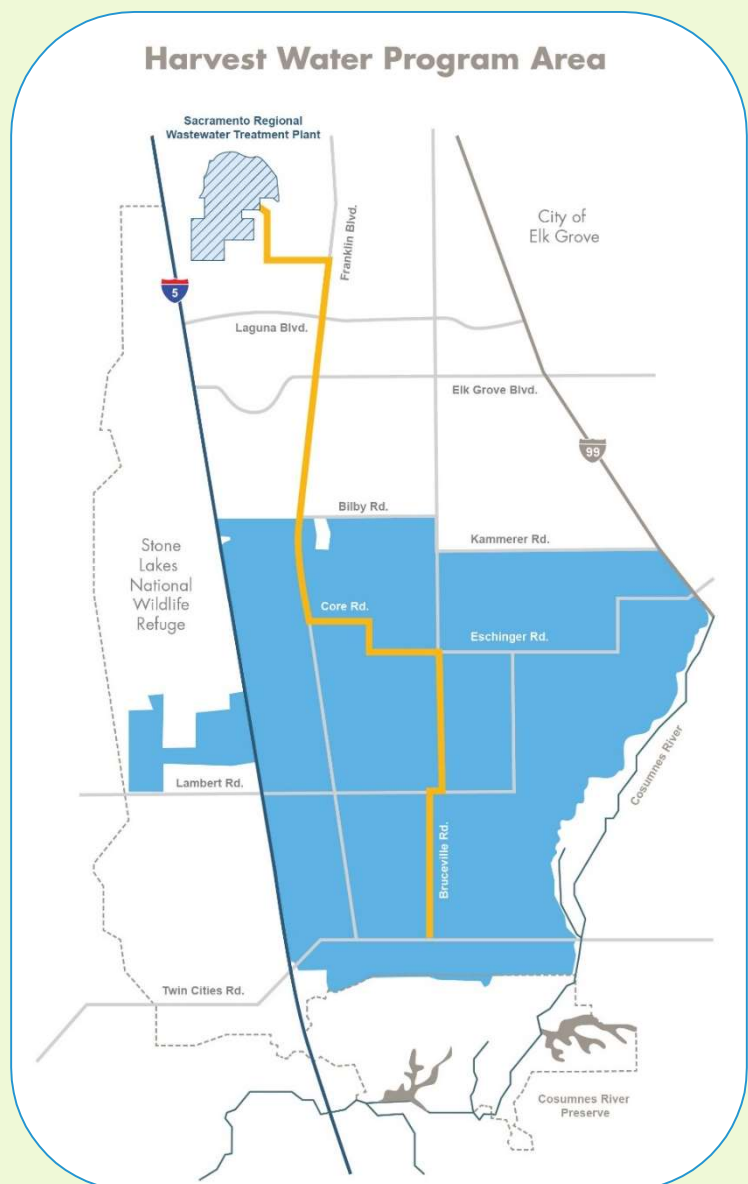 Harvest Water Program Area
Sacramento Regional
Wastewater Treatment Plant
Franklin Blvd.
City of
Elk Grove
5
Laguna Blvd.
Elk Grove Blvd.
99
Bilby Rd.
Kammerer Rd.
Stone
Lakes
National
Wildlife
Refuge
Core Rd.
Eschinger Rd.
Cosumnes River
Lambert Rd.
Bruceville Rd.
Twin Cities Rd.
Cosumnes River
Preserve